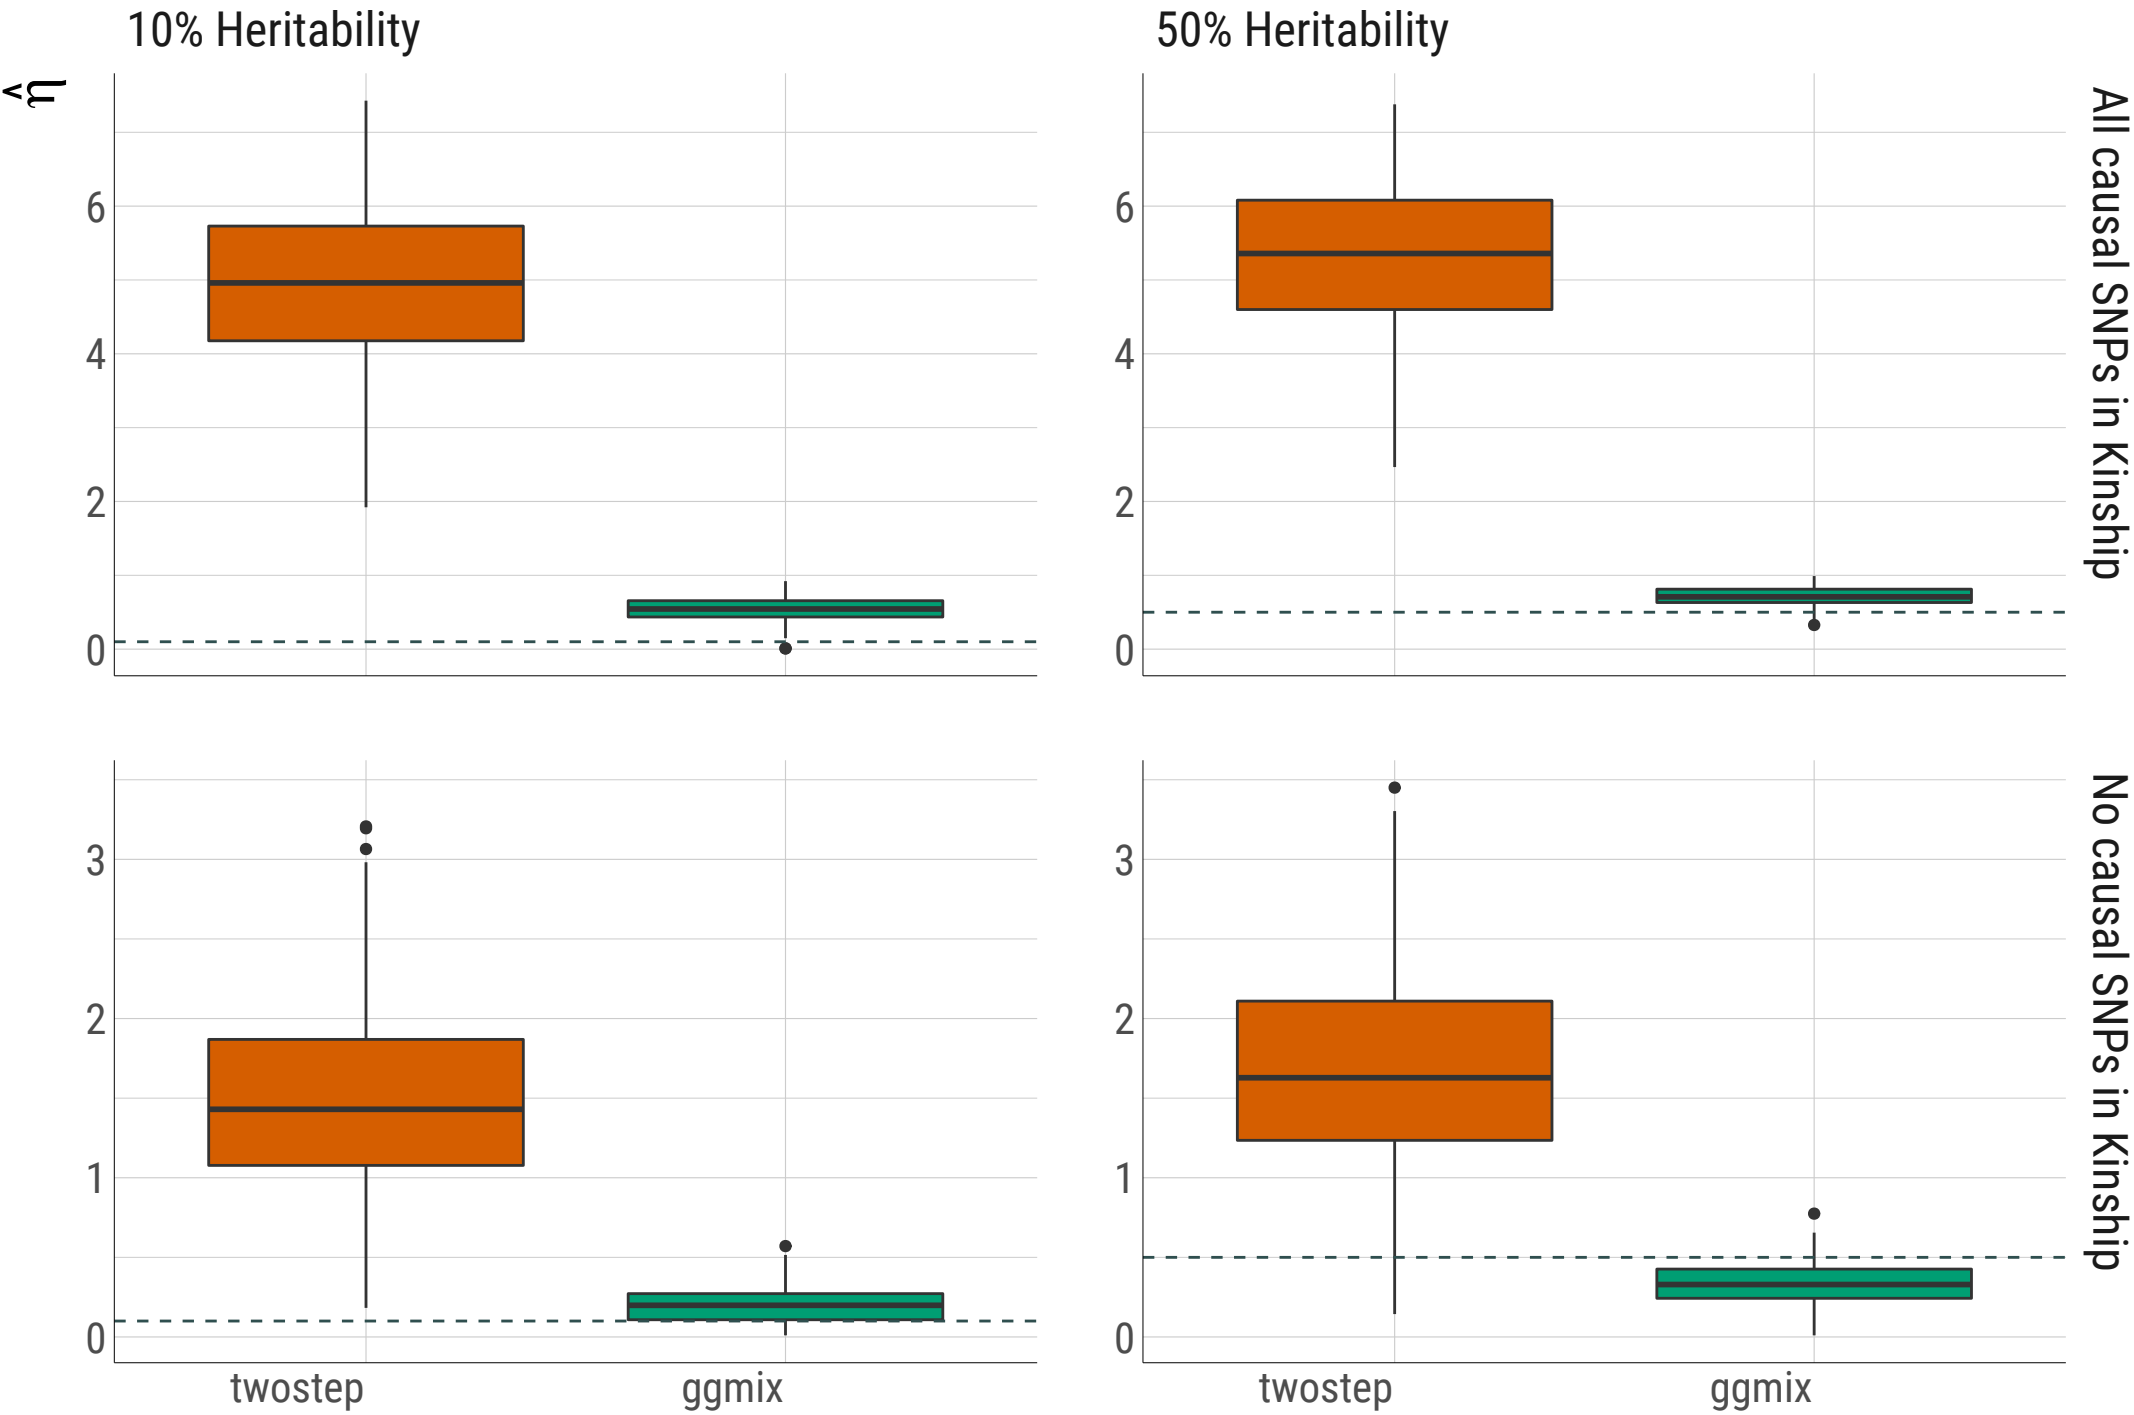 10% Heritability
50% Heritability
η̂
6
4
2
0
6
4
2
0
All causal SNPs in Kinship
3
2
1
0
3
2
1
0
No causal SNPs in Kinship
twostep
ggmix
twostep
ggmix